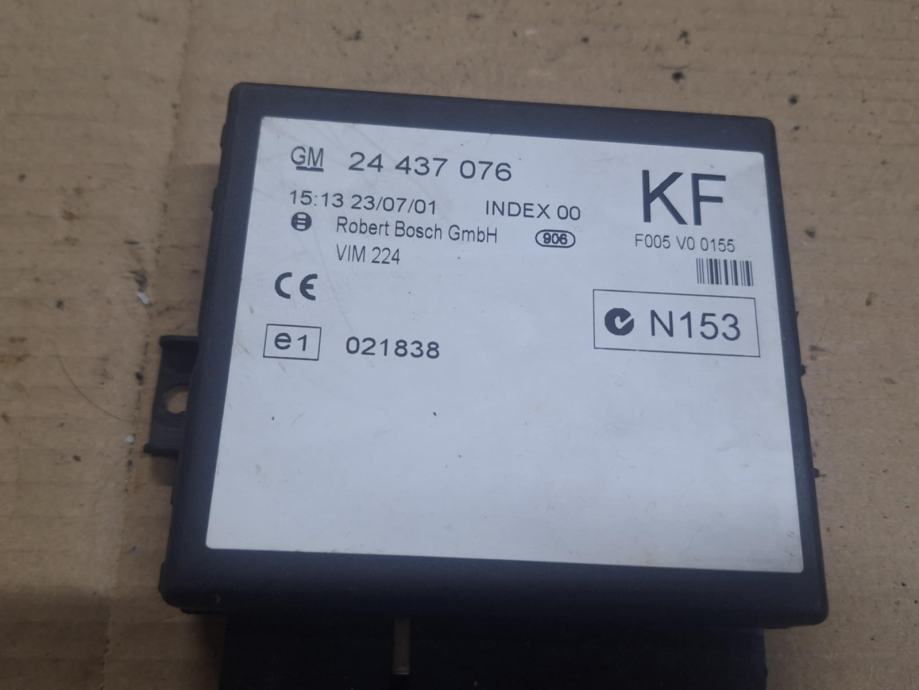 GM 24 437 076
KF
15:13 23/07/01 INDEX 00
Robert Bosch GmbH 906
F005 V0 0155
VIM 224
CE
N153
e1 021838